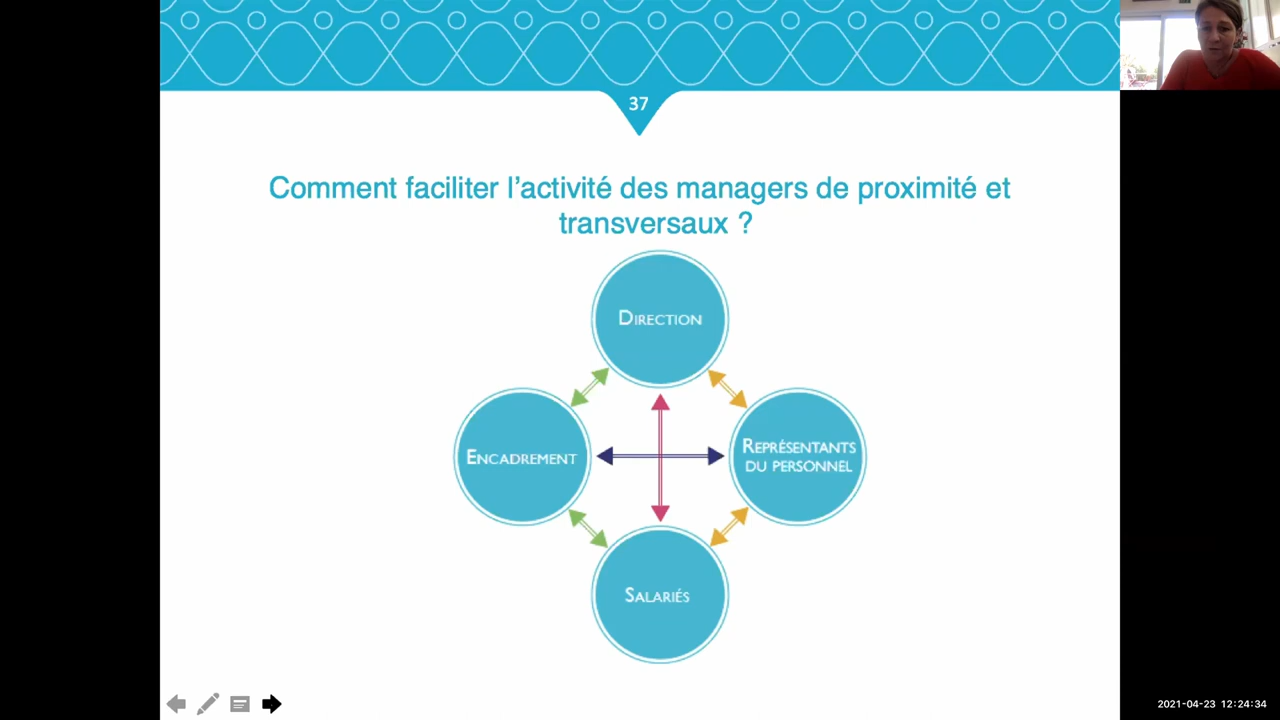 37
Comment faciliter l'activité des managers de proximité et
transversaux ?
DIRECTION
ENCADREMENT
REPRÉSENTANTS
DU PERSONNEL
SALARIÉS
2021-04-23 12:24:34